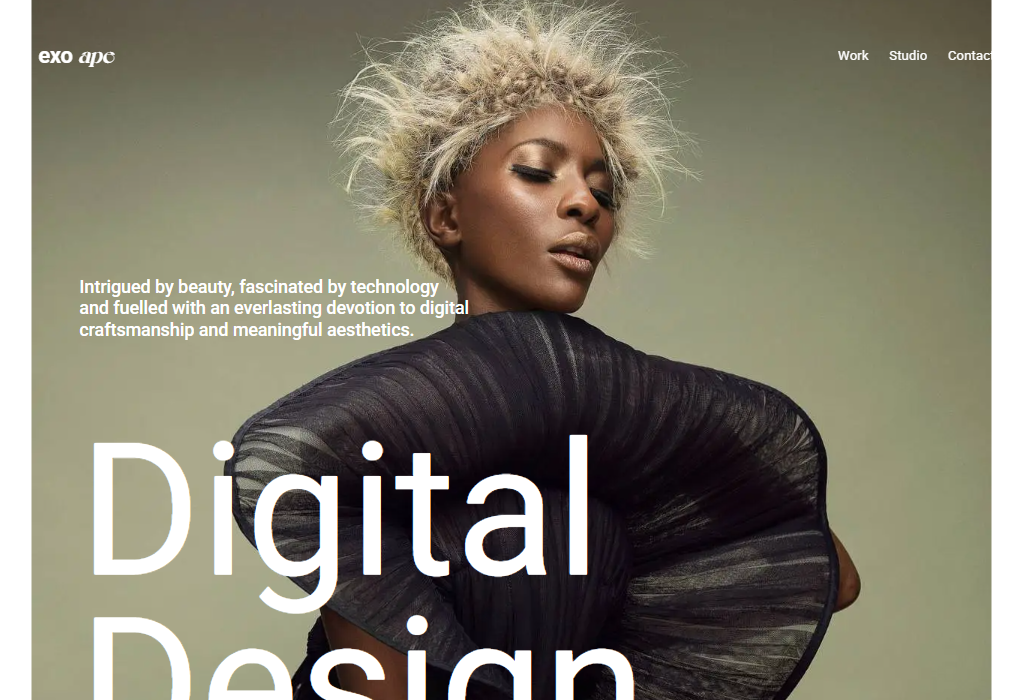 exo ape
Work Studio Contact
Intrigued by beauty, fascinated by technology
and fuelled with an everlasting devotion to digital
craftsmanship and meaningful aesthetics.
Digital
Design